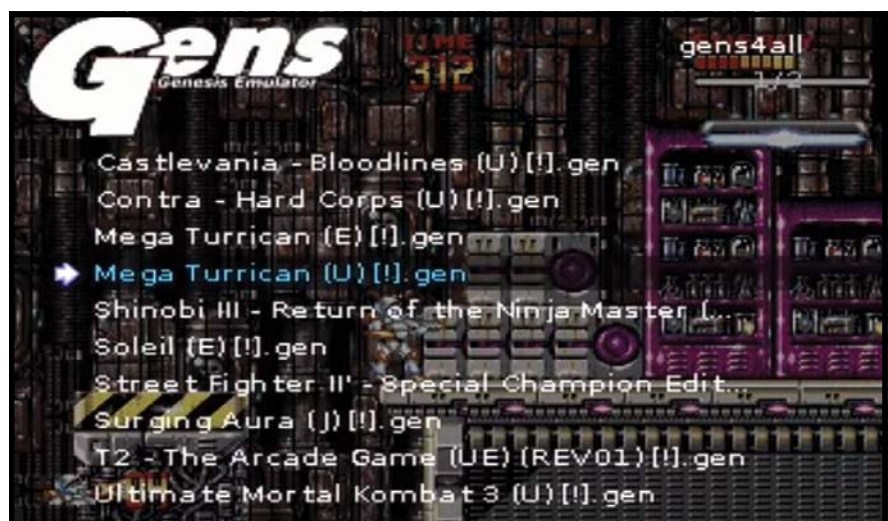 Gens
Genesis Emulator
TIME
312
gens4all
1/2
Castlevania - Bloodlines (U)[!].gen
Contra - Hard Corps (U)[!].gen
Mega Turrican (E)[!].gen
Mega Turrican (U)[!].gen
Shinobi III - Return of the Ninja Master (...
Soleil (E)[!].gen
Street Fighter II' - Special Champion Edit...
Surging Aura (J)[!].gen
T2 - The Arcade Game (UE) (REV01)[!].gen
Ultimate Mortal Kombat 3 (U)[!].gen